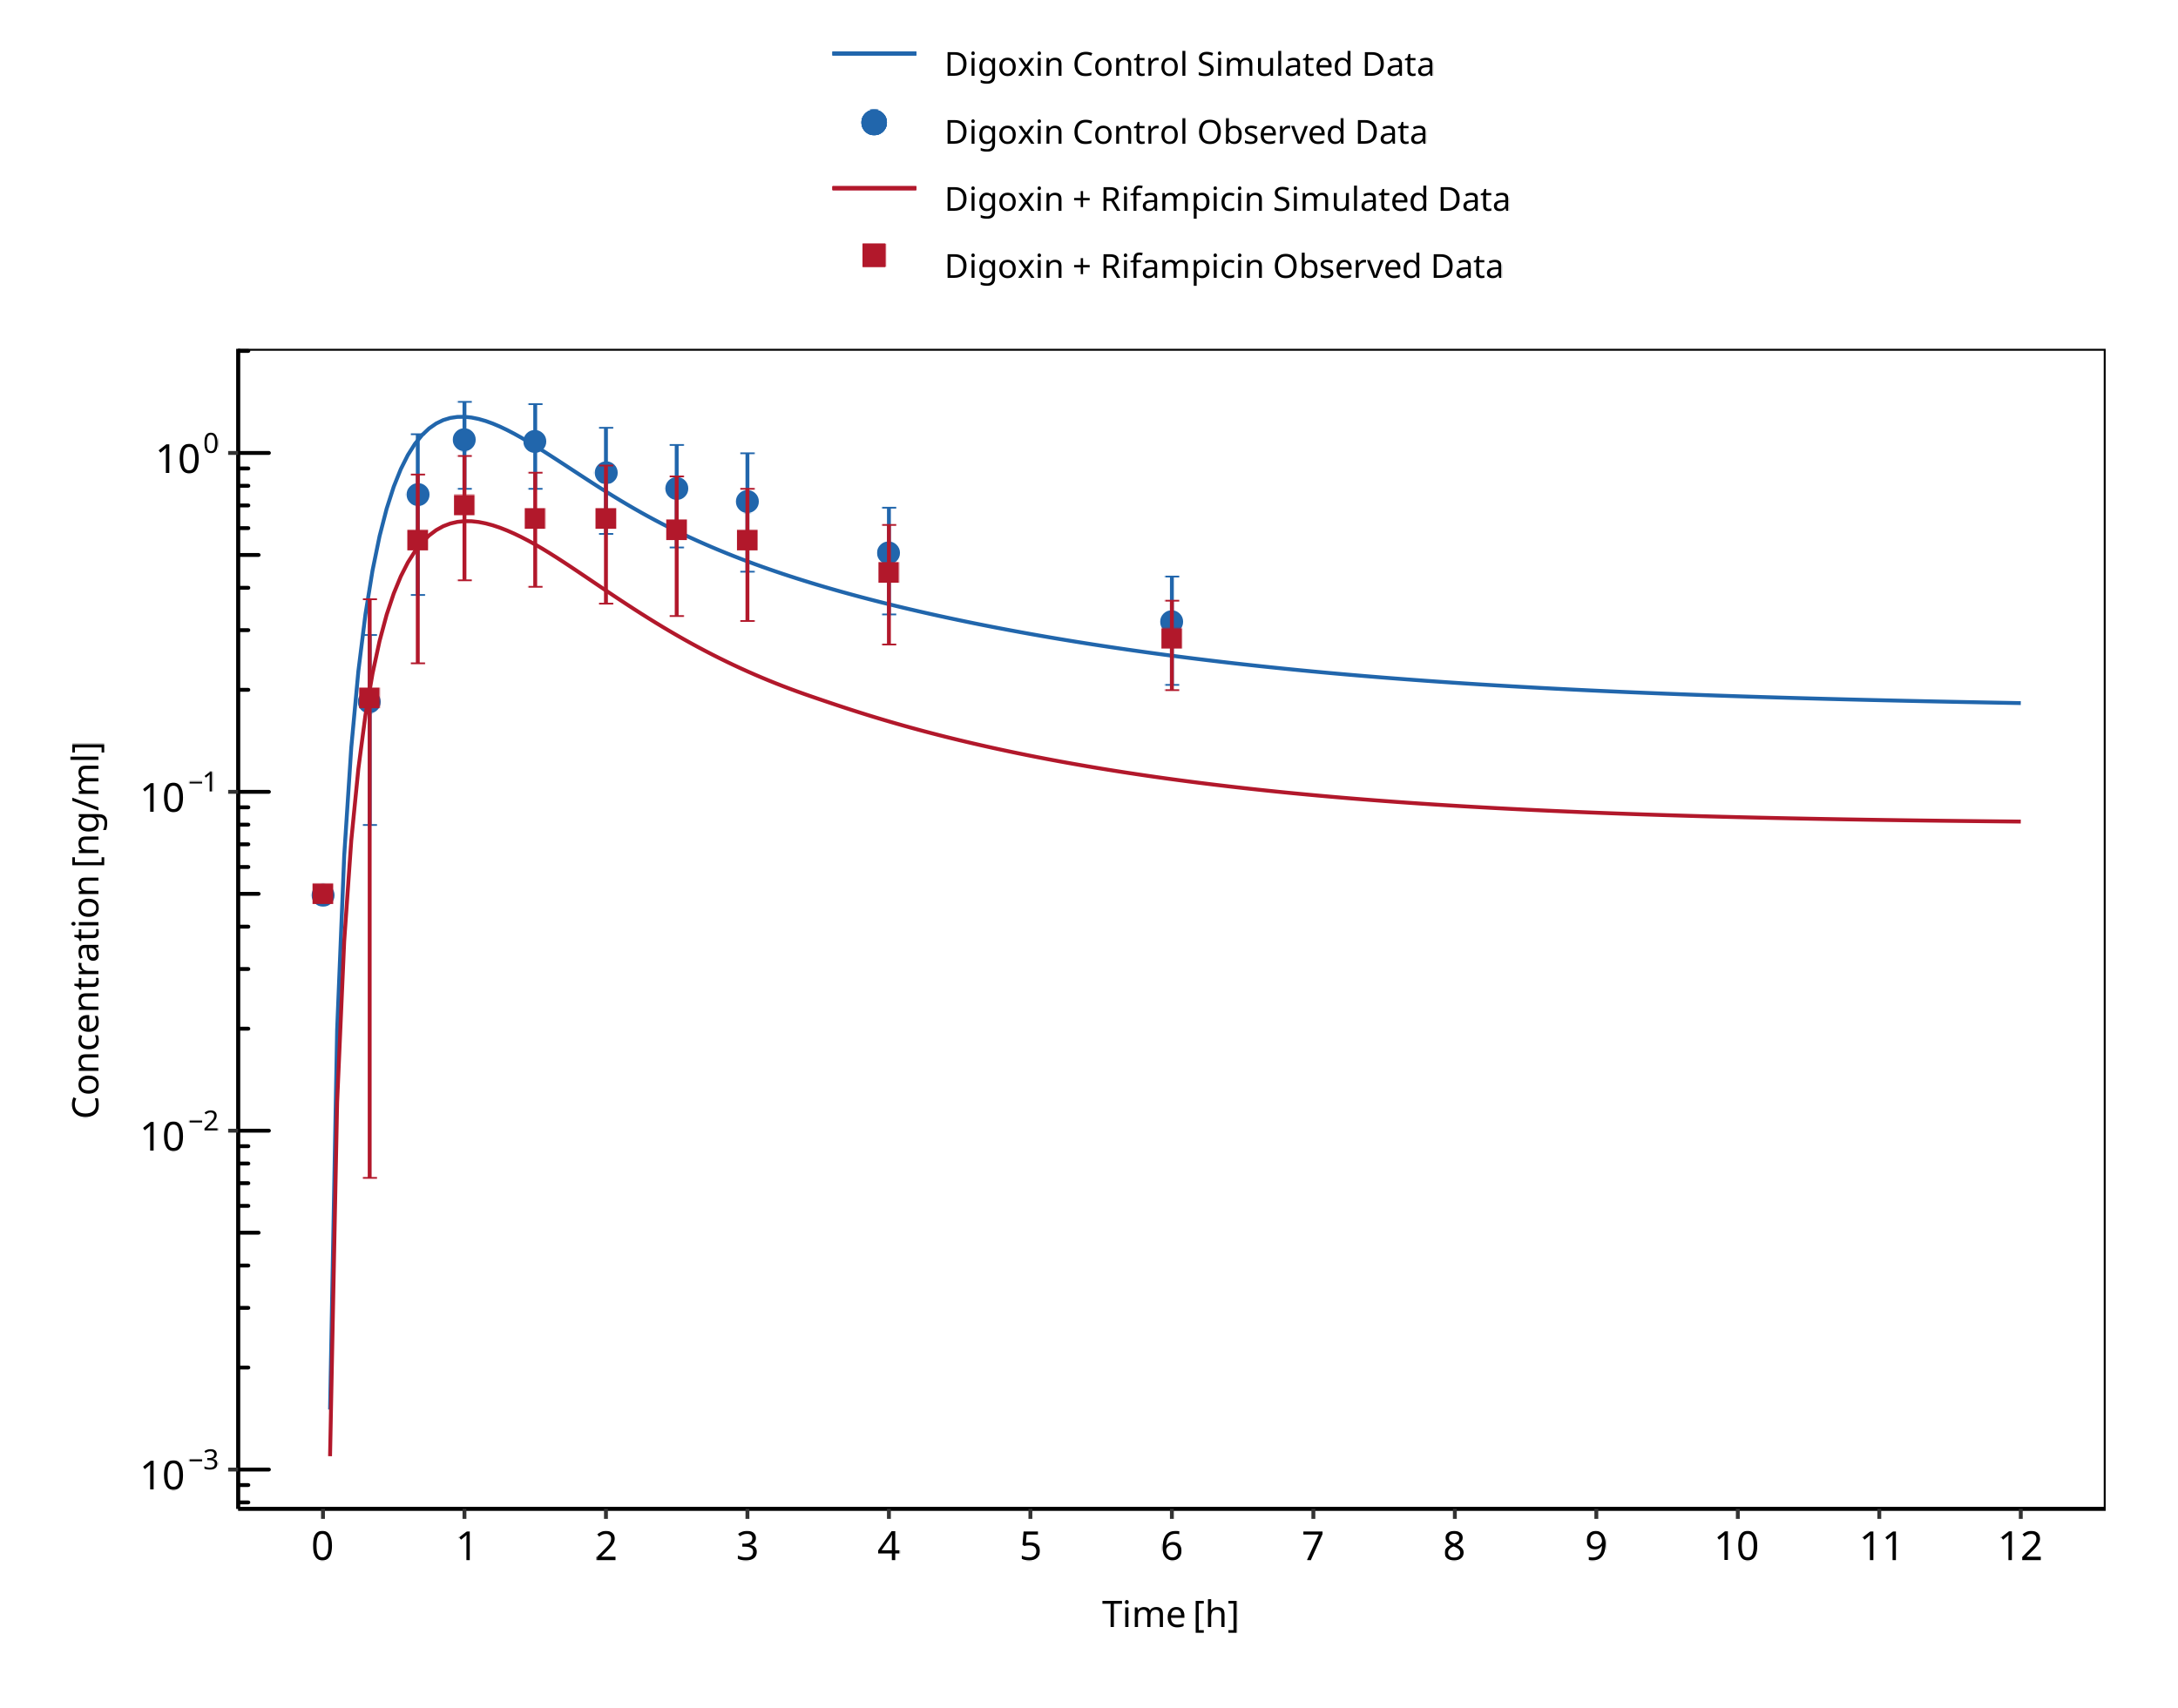 Digoxin Control Simulated Data
Digoxin Control Observed Data
Digoxin + Rifampicin Simulated Data
Digoxin + Rifampicin Observed Data
Concentration [ng/ml]
10⁰
10⁻¹
10⁻²
10⁻³
0 1 2 3 4 5 6 7 8 9 10 11 12
Time [h]